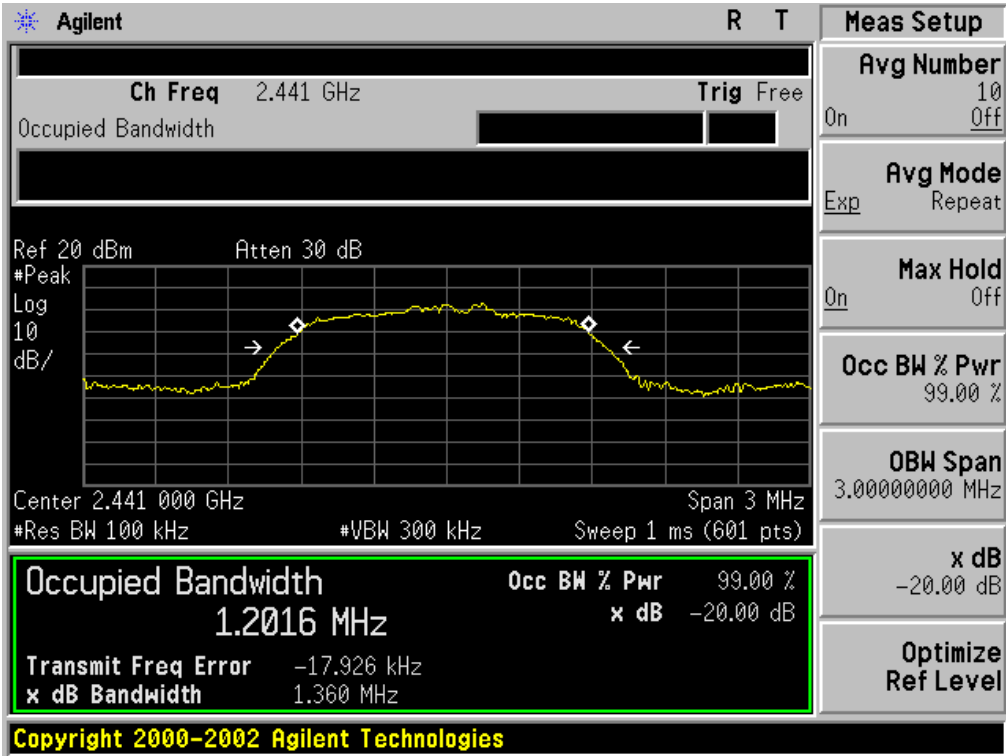 Agilent R T
Ch Freq 2.441 GHz Trig Free
Occupied Bandwidth
Ref 20 dBm Atten 30 dB
#Peak
Log
10
dB/
Center 2.441 000 GHz Span 3 MHz
#Res BW 100 kHz #VBW 300 kHz Sweep 1 ms (601 pts)
Occupied Bandwidth Occ BW % Pwr 99.00 %
1.2016 MHz x dB -20.00 dB
Transmit Freq Error -17.926 kHz
x dB Bandwidth 1.360 MHz
Copyright 2000-2002 Agilent Technologies
Meas Setup
Avg Number
10
On Off
Avg Mode
Exp Repeat
Max Hold
On Off
Occ BW % Pwr
99.00 %
OBW Span
3.00000000 MHz
x dB
-20.00 dB
Optimize
Ref Level